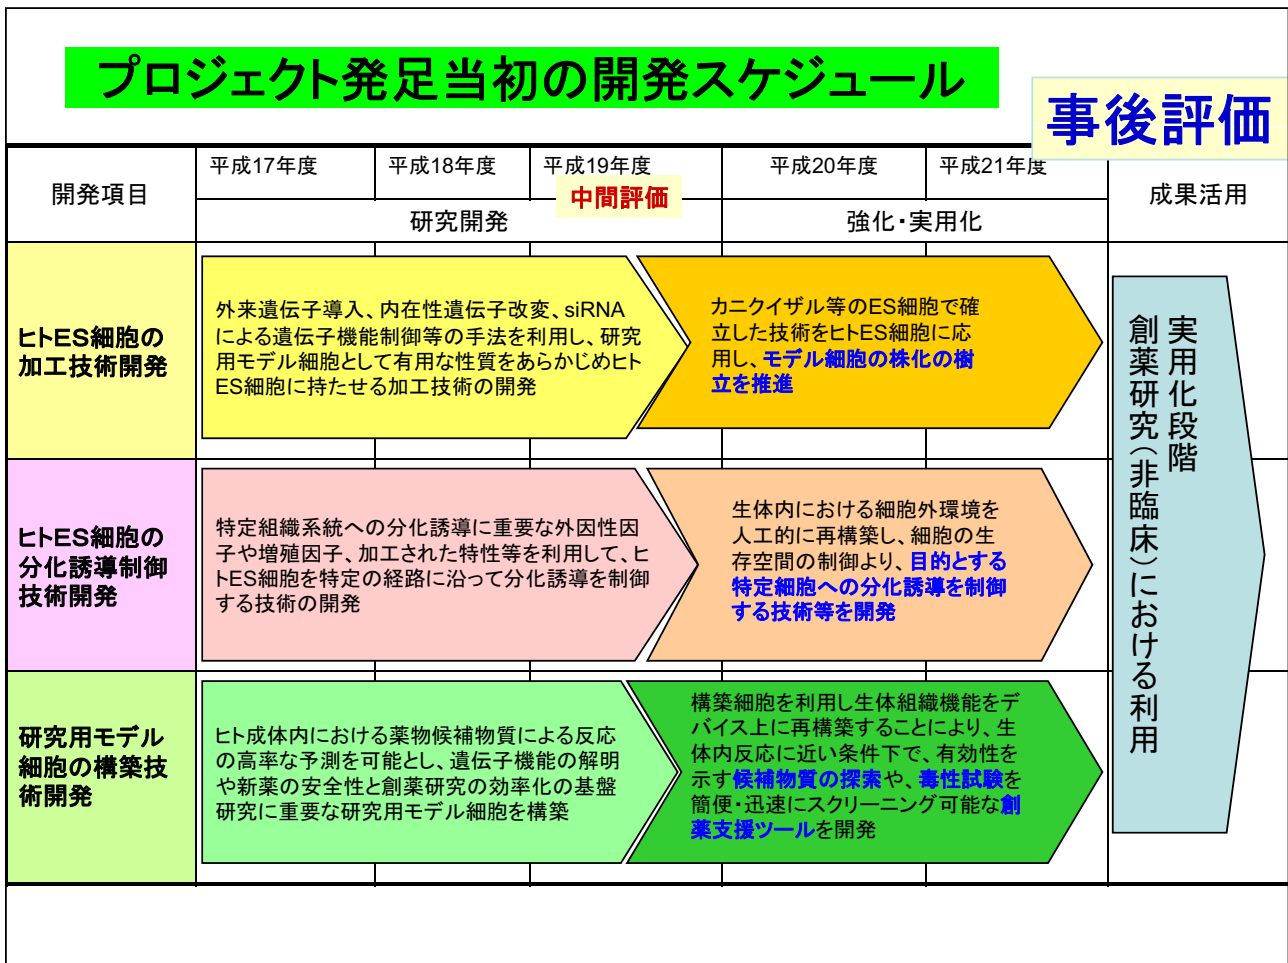 プロジェクト発足当初の開発スケジュール
事後評価
開発項目
平成17年度
平成18年度
平成19年度
平成20年度
平成21年度
成果活用
中間評価
研究開発
強化・実用化
ヒトES細胞の
加工技術開発
外来遺伝子導入、内在性遺伝子改変、siRNA
による遺伝子機能制御等の手法を利用し、研究
用モデル細胞として有用な性質をあらかじめヒト
ES細胞に持たせる加工技術の開発
カニクイザル等のES細胞で確
立した技術をヒトES細胞に応
用し、モデル細胞の株化の樹
立を推進
ヒトES細胞の
分化誘導制御
技術開発
特定組織系統への分化誘導に重要な外因性因
子や増殖因子、加工された特性等を利用して、ヒ
トES細胞を特定の経路に沿って分化誘導を制御
する技術の開発
生体内における細胞外環境を
人工的に再構築し、細胞の生
存空間の制御より、目的とする
特定細胞への分化誘導を制御
する技術等を開発
研究用モデル
細胞の構築技
術開発
ヒト成体内における薬物候補物質による反応
の高率な予測を可能とし、遺伝子機能の解明
や新薬の安全性と創薬研究の効率化の基盤
研究に重要な研究用モデル細胞を構築
構築細胞を利用し生体組織機能をデ
バイス上に再構築することにより、生
体内反応に近い条件下で、有効性を
示す候補物質の探索や、毒性試験を
簡便・迅速にスクリーニング可能な創
薬支援ツールを開発
実用化段階
創薬研究（非臨床）における利用